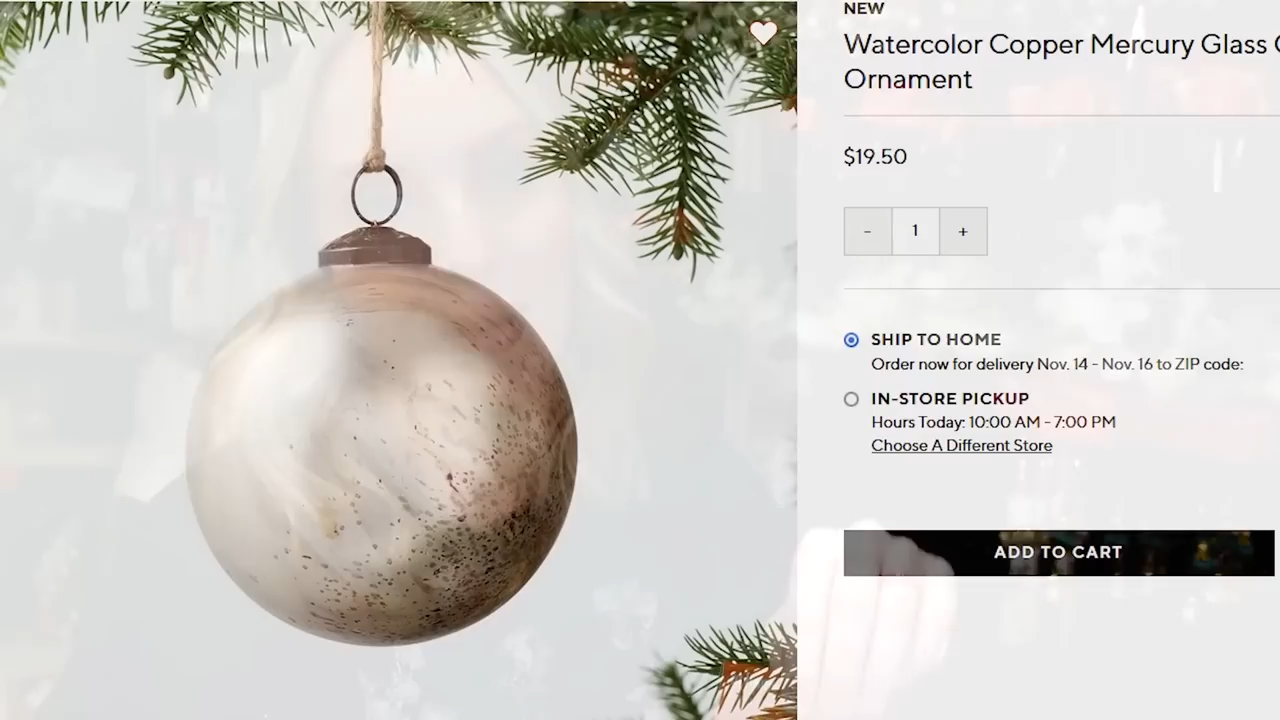 NEW
Watercolor Copper Mercury Glass
Ornament
$19.50
- 1 +
SHIP TO HOME
Order now for delivery Nov. 14 - Nov. 16 to ZIP code:
IN-STORE PICKUP
Hours Today: 10:00 AM - 7:00 PM
Choose A Different Store
ADD TO CART